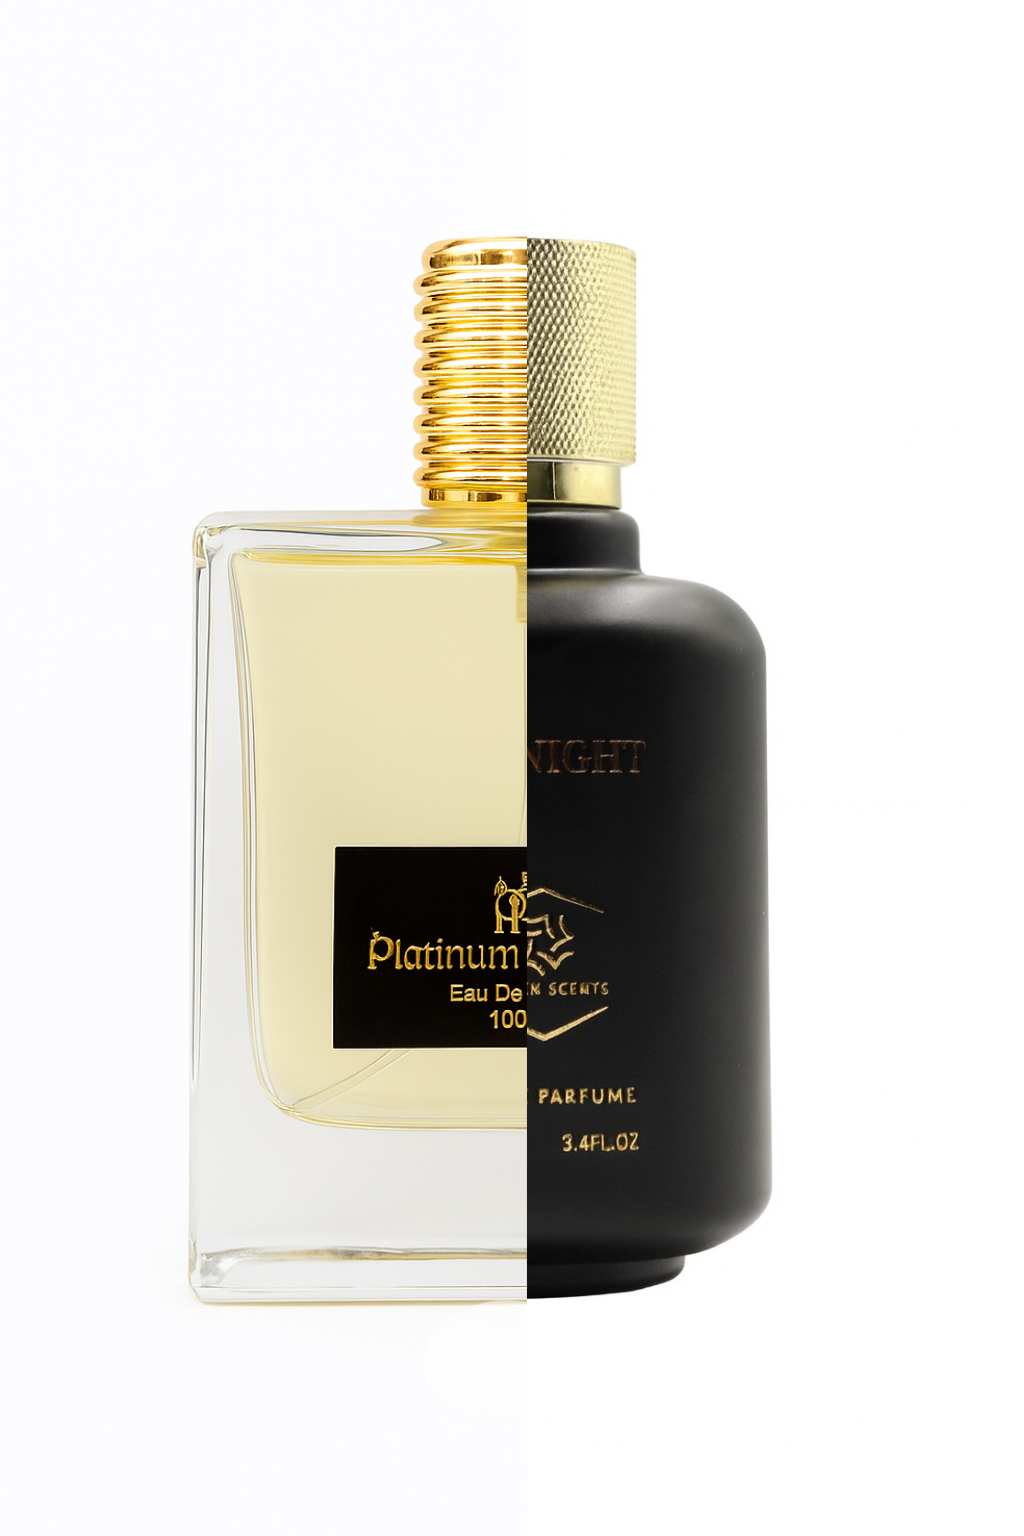 Platinum
Eau De
100
NIGHT
SCENTS
PARFUME
3.4FL.OZ